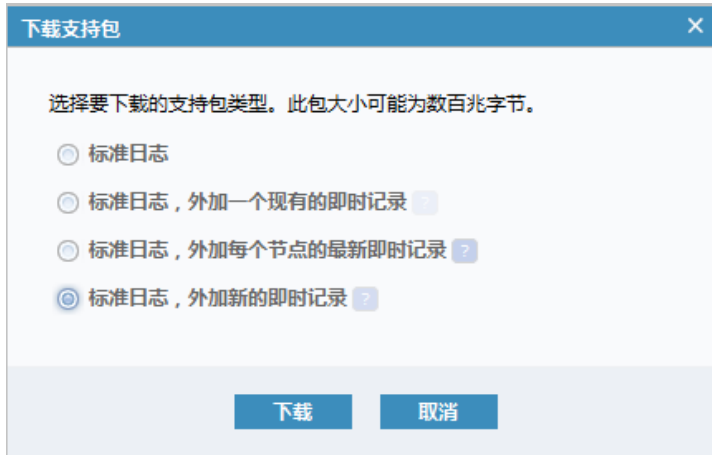 下载支持包
选择要下载的支持包类型。此包大小可能为数百兆字节。
标准日志
标准日志，外加一个现有的即时记录 ?
标准日志，外加每个节点的最新即时记录 ?
标准日志，外加新的即时记录 ?
下载 取消